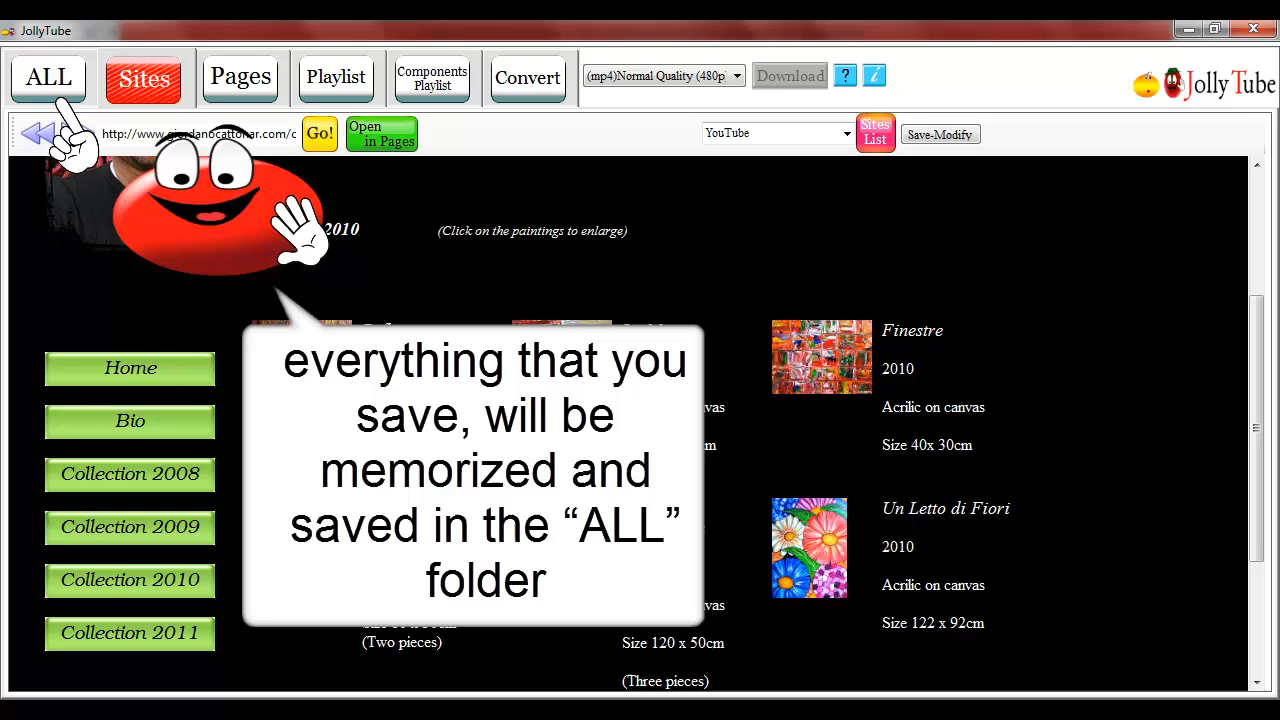 JollyTube
ALL
Sites
Pages
Playlist
Components
Playlist
Convert
(mp4)Normal Quality (480p)
Download
?
i
Jolly Tube
http://www.giordanocattonar.com/c
Go!
Open
in Pages
YouTube
Sites
List
Save-Modify
2010
(Click on the paintings to enlarge)
everything that you
save, will be
memorized and
saved in the “ALL”
folder
Home
Bio
Collection 2008
Collection 2009
Collection 2010
Collection 2011
(Two pieces)
Size 120 x 50cm
(Three pieces)
Finestre
2010
Acrilic on canvas
Size 40x 30cm
Un Letto di Fiori
2010
Acrilic on canvas
Size 122 x 92cm